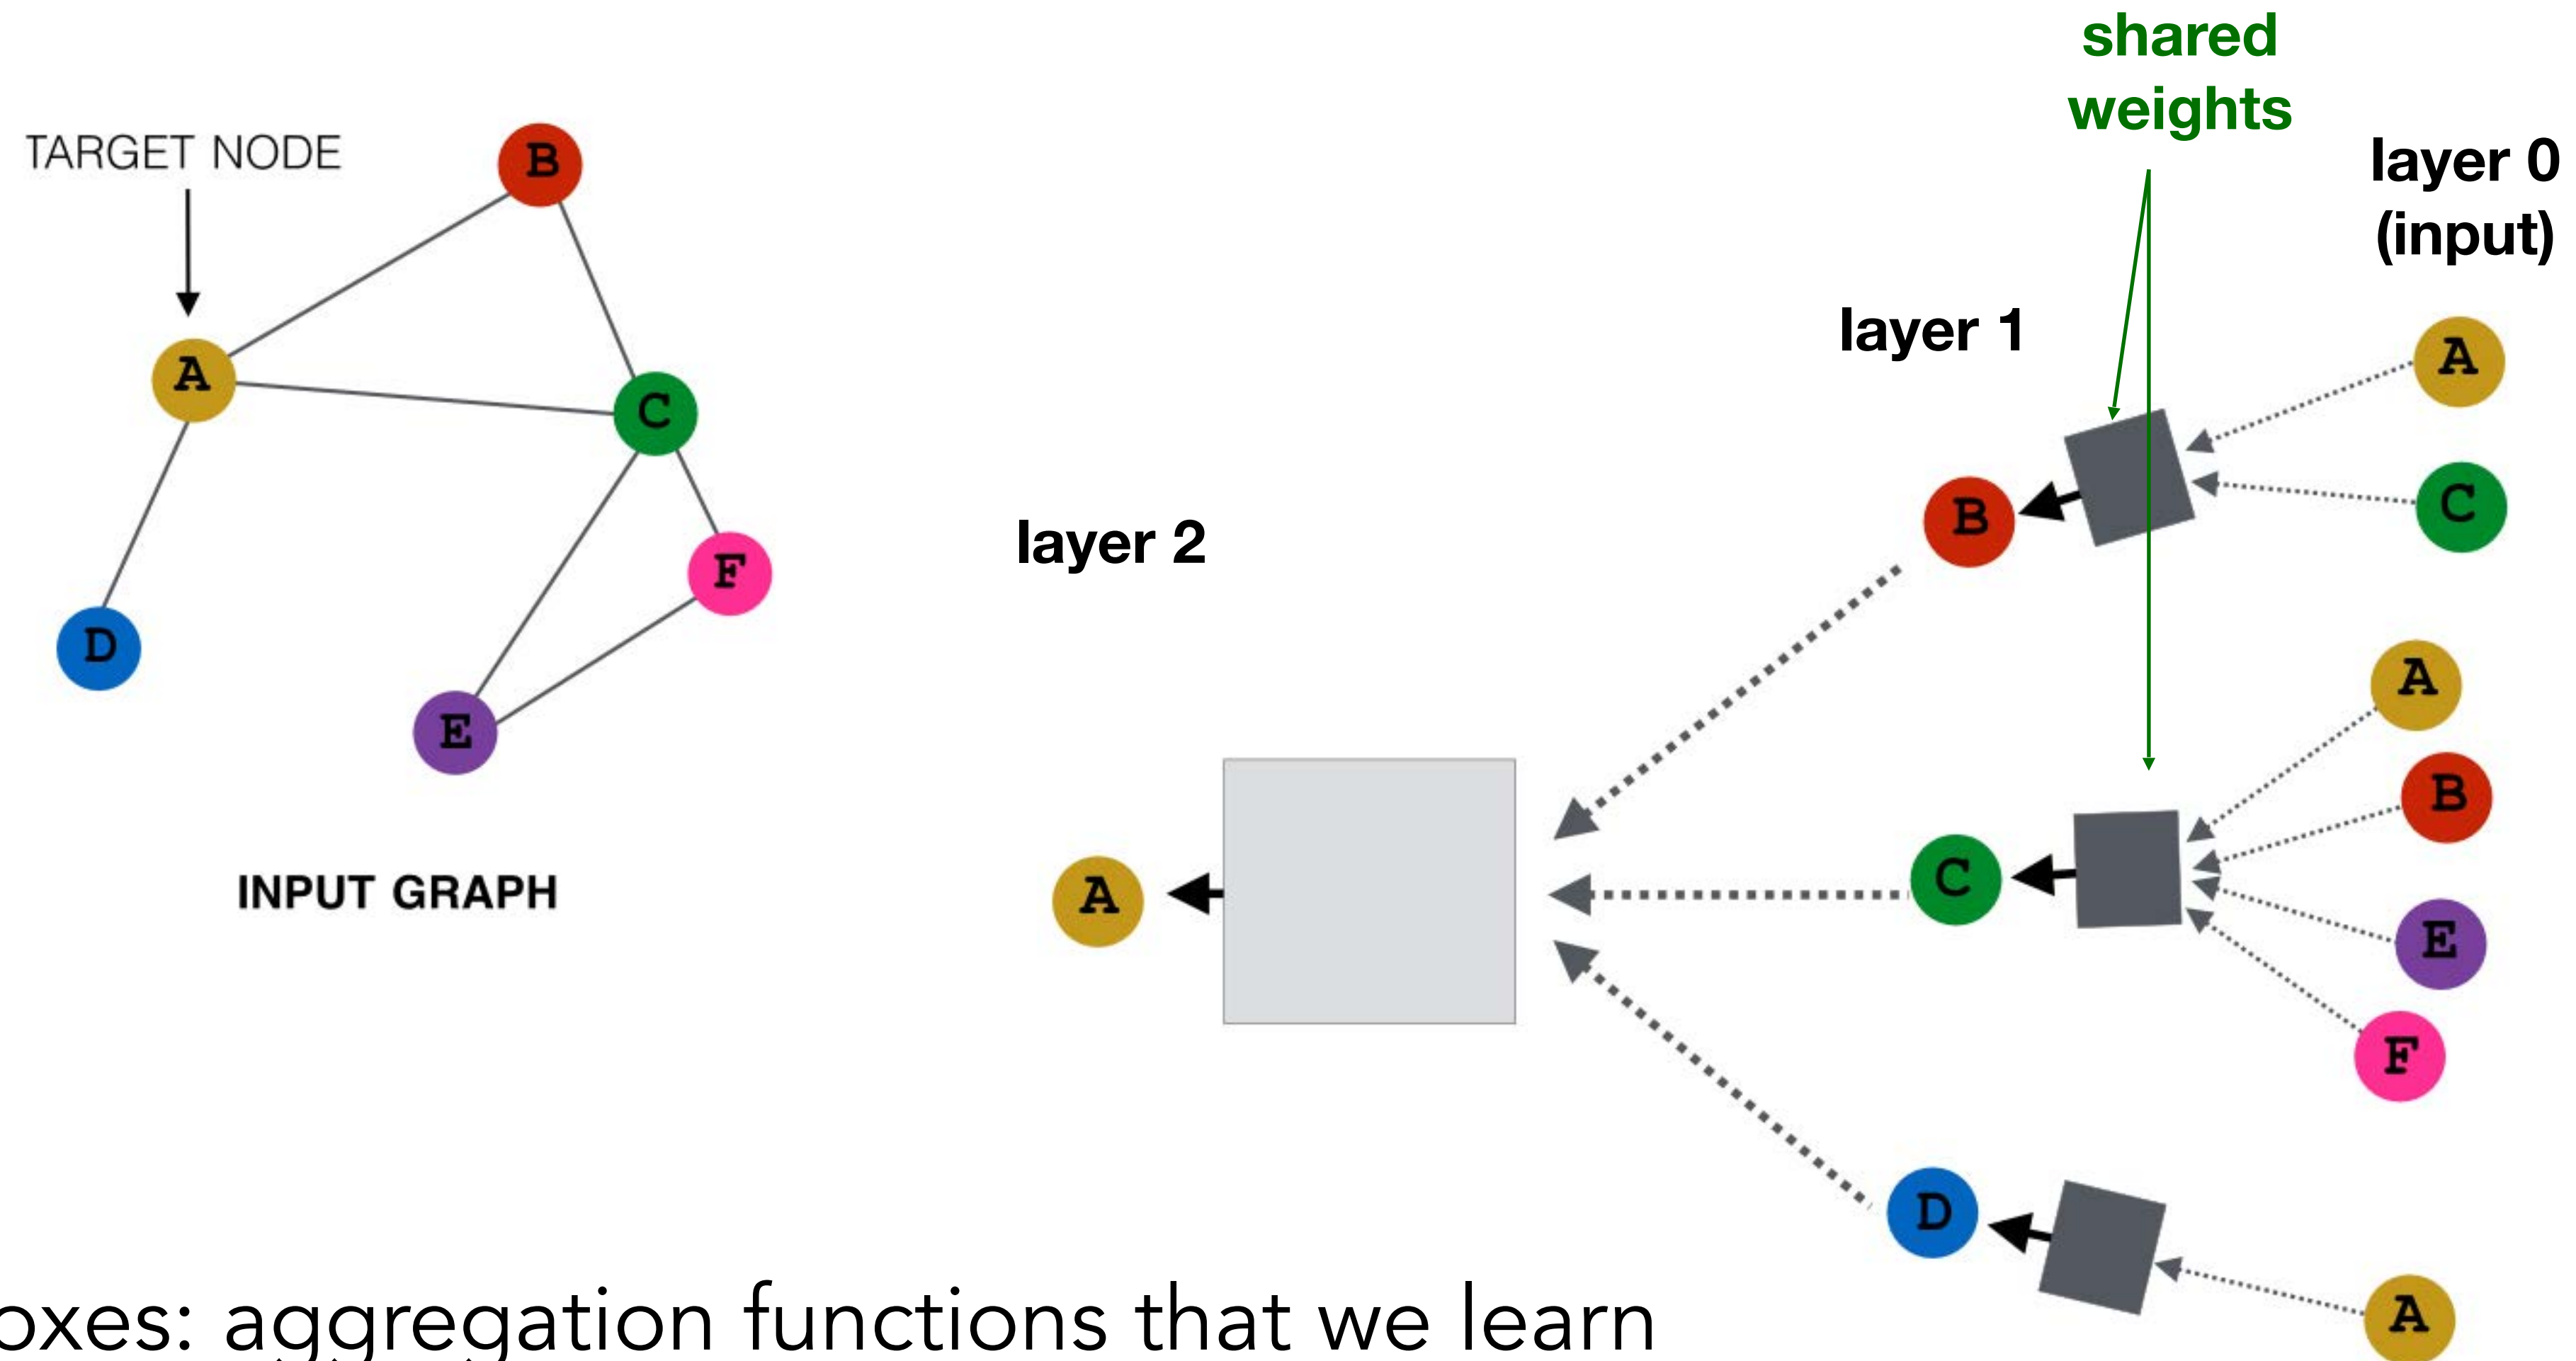 shared
weights
layer 0
(input)
TARGET NODE
B
A
C
F
D
E
INPUT GRAPH
layer 2
layer 1
A
B
C
D
A
C
A
B
E
F
A
oxes: aggregation functions that we learn